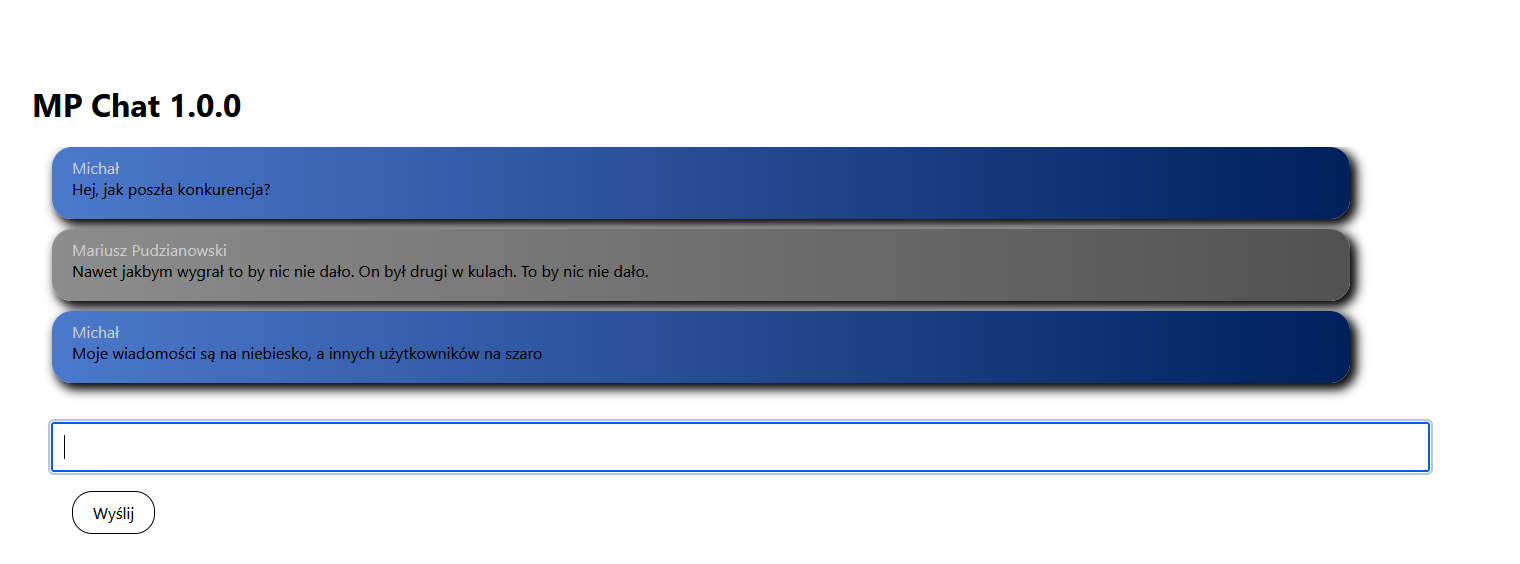 MP Chat 1.0.0
Michał
Hej, jak poszła konkurencja?
Mariusz Pudzianowski
Nawet jakbym wygrał to by nic nie dało. On był drugi w kulach. To by nic nie dało.
Michał
Moje wiadomości są na niebiesko, a innych użytkowników na szaro
Wyślij